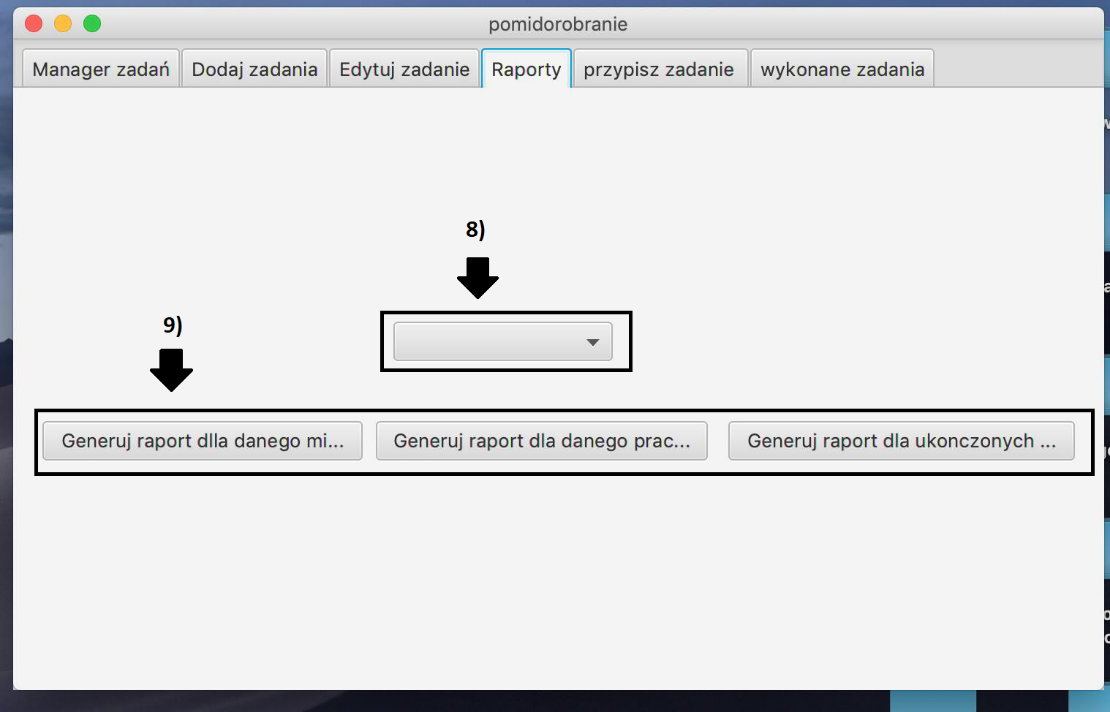 pomidorobranie
Manager zadań Dodaj zadania Edytuj zadanie Raporty przypisz zadanie wykonane zadania
8)
9)
Generuj raport dlla danego mi... Generuj raport dla danego prac... Generuj raport dla ukonczonych ...